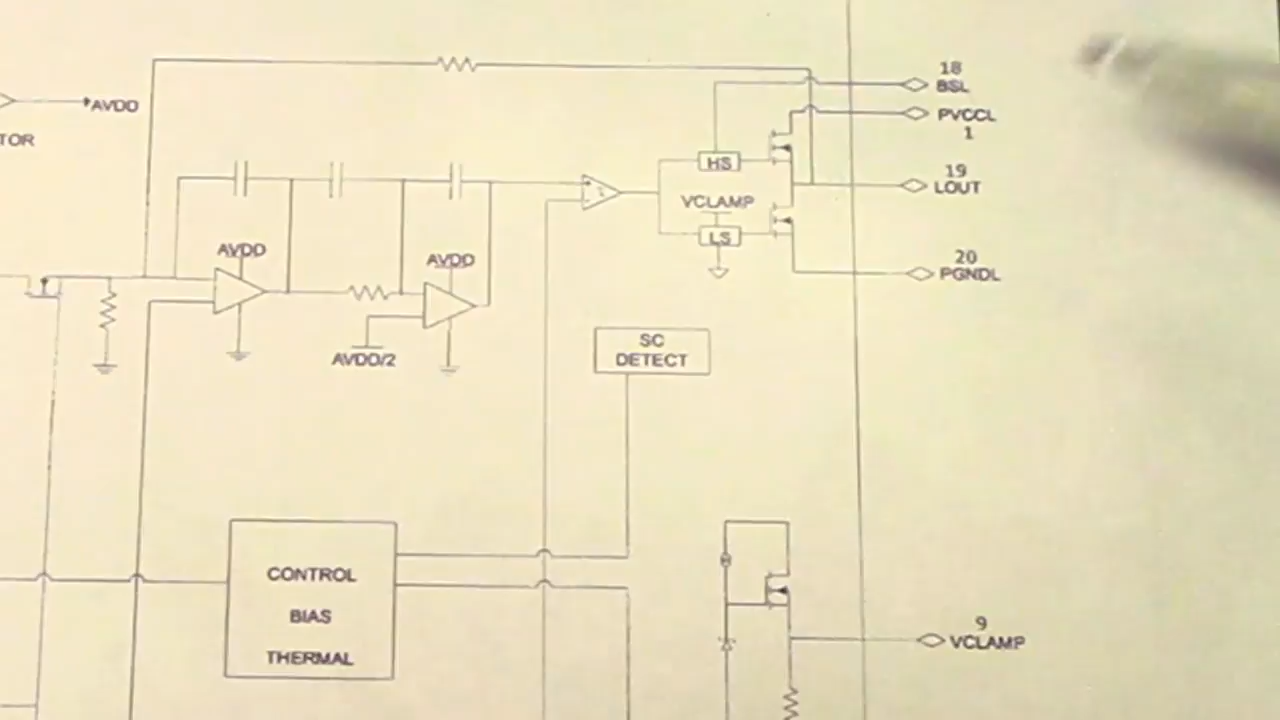 18
BSL
AVDD
PVCCL
1
TOR
HS
19
LOUT
VCLAMP
LS
AVDD
AVDD
20
PGNDL
SC
DETECT
AVDD/2
CONTROL
BIAS
THERMAL
9
VCLAMP